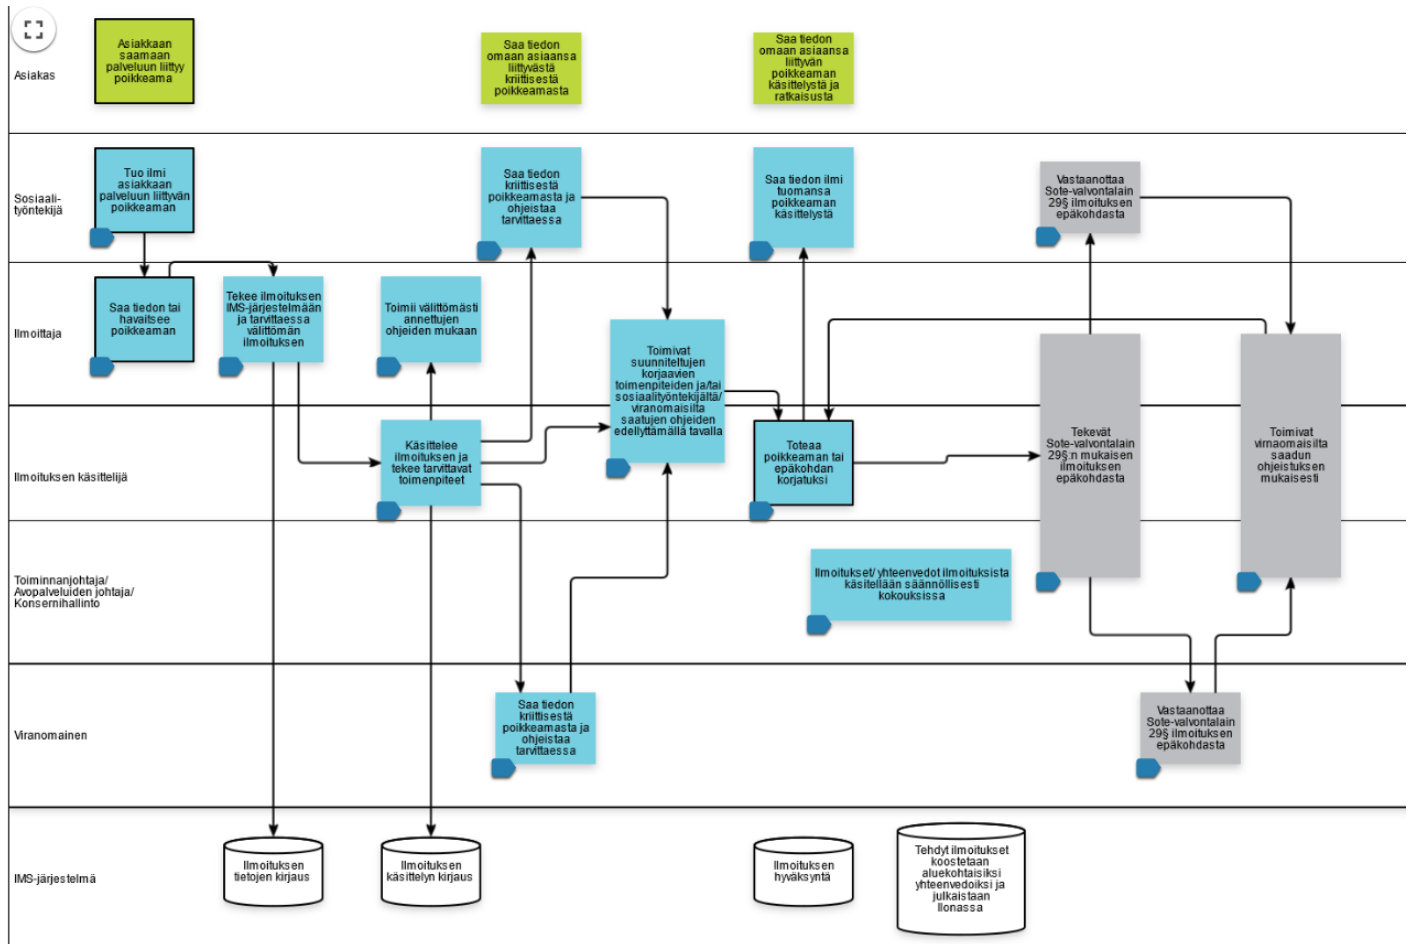 Asiakas
Asiakkaan
saamaan
palveluun liittyy
poikkeama
Saa tiedon
omaan asiaansa
liittyvästä
kriittisestä
poikkeamasta
Saa tiedon
omaan asiaansa
liittyvän
poikkeaman
käsittelystä ja
ratkaisusta
Sosiaali-
työntekijä
Tuo ilmi
asiakkaan
palveluun liittyvän
poikkeaman
Saa tiedon
kriittisestä
poikkeamasta ja
ohjeistaa
tarvittaessa
Saa tiedon ilmi
tuomansa
poikkeaman
käsittelystä
Vastaanottaa
Sote-valvontalain
29§ ilmoituksen
epäkohdasta
Ilmoittaja
Saa tiedon tai
havaitsee
poikkeaman
Tekee ilmoituksen
IMS-järjestelmään
ja tarvittaessa
välittömän
ilmoituksen
Toimii välittömästi
annettujen
ohjeiden mukaan
Toimivat
suunniteltujen
korjaavien
toimenpiteiden ja/tai
sosiaalityöntekijältä/
viranomaisilta
saatujen ohjeiden
edellyttämällä tavalla
Ilmoituksen käsittelijä
Käsittelee
ilmoituksen ja
tekee tarvittavat
toimenpiteet
Toteaa
poikkeaman tai
epäkohdan
korjatuksi
Tekevät
Sote-valvontalain
29§:n mukaisen
ilmoituksen
epäkohdasta
Toimivat
virnaomaisilta
saadun
ohjeistuksen
mukaisesti
Toiminnanjohtaja/
Avopalveluiden johtaja/
Konsernihallinto
Ilmoitukset/ yhteenvedot ilmoituksista
käsitellään säännöllisesti
kokouksissa
Viranomainen
Saa tiedon
kriittisestä
poikkeamasta ja
ohjeistaa
tarvittaessa
Vastaanottaa
Sote-valvontalain
29§ ilmoituksen
epäkohdasta
IMS-järjestelmä
Ilmoituksen
tietojen kirjaus
Ilmoituksen
käsittelyn kirjaus
Ilmoituksen
hyväksyntä
Tehdyt ilmoitukset
koostetaan
aluekohtaisiksi
yhteenvedoiksi ja
julkaistaan
Ilonassa